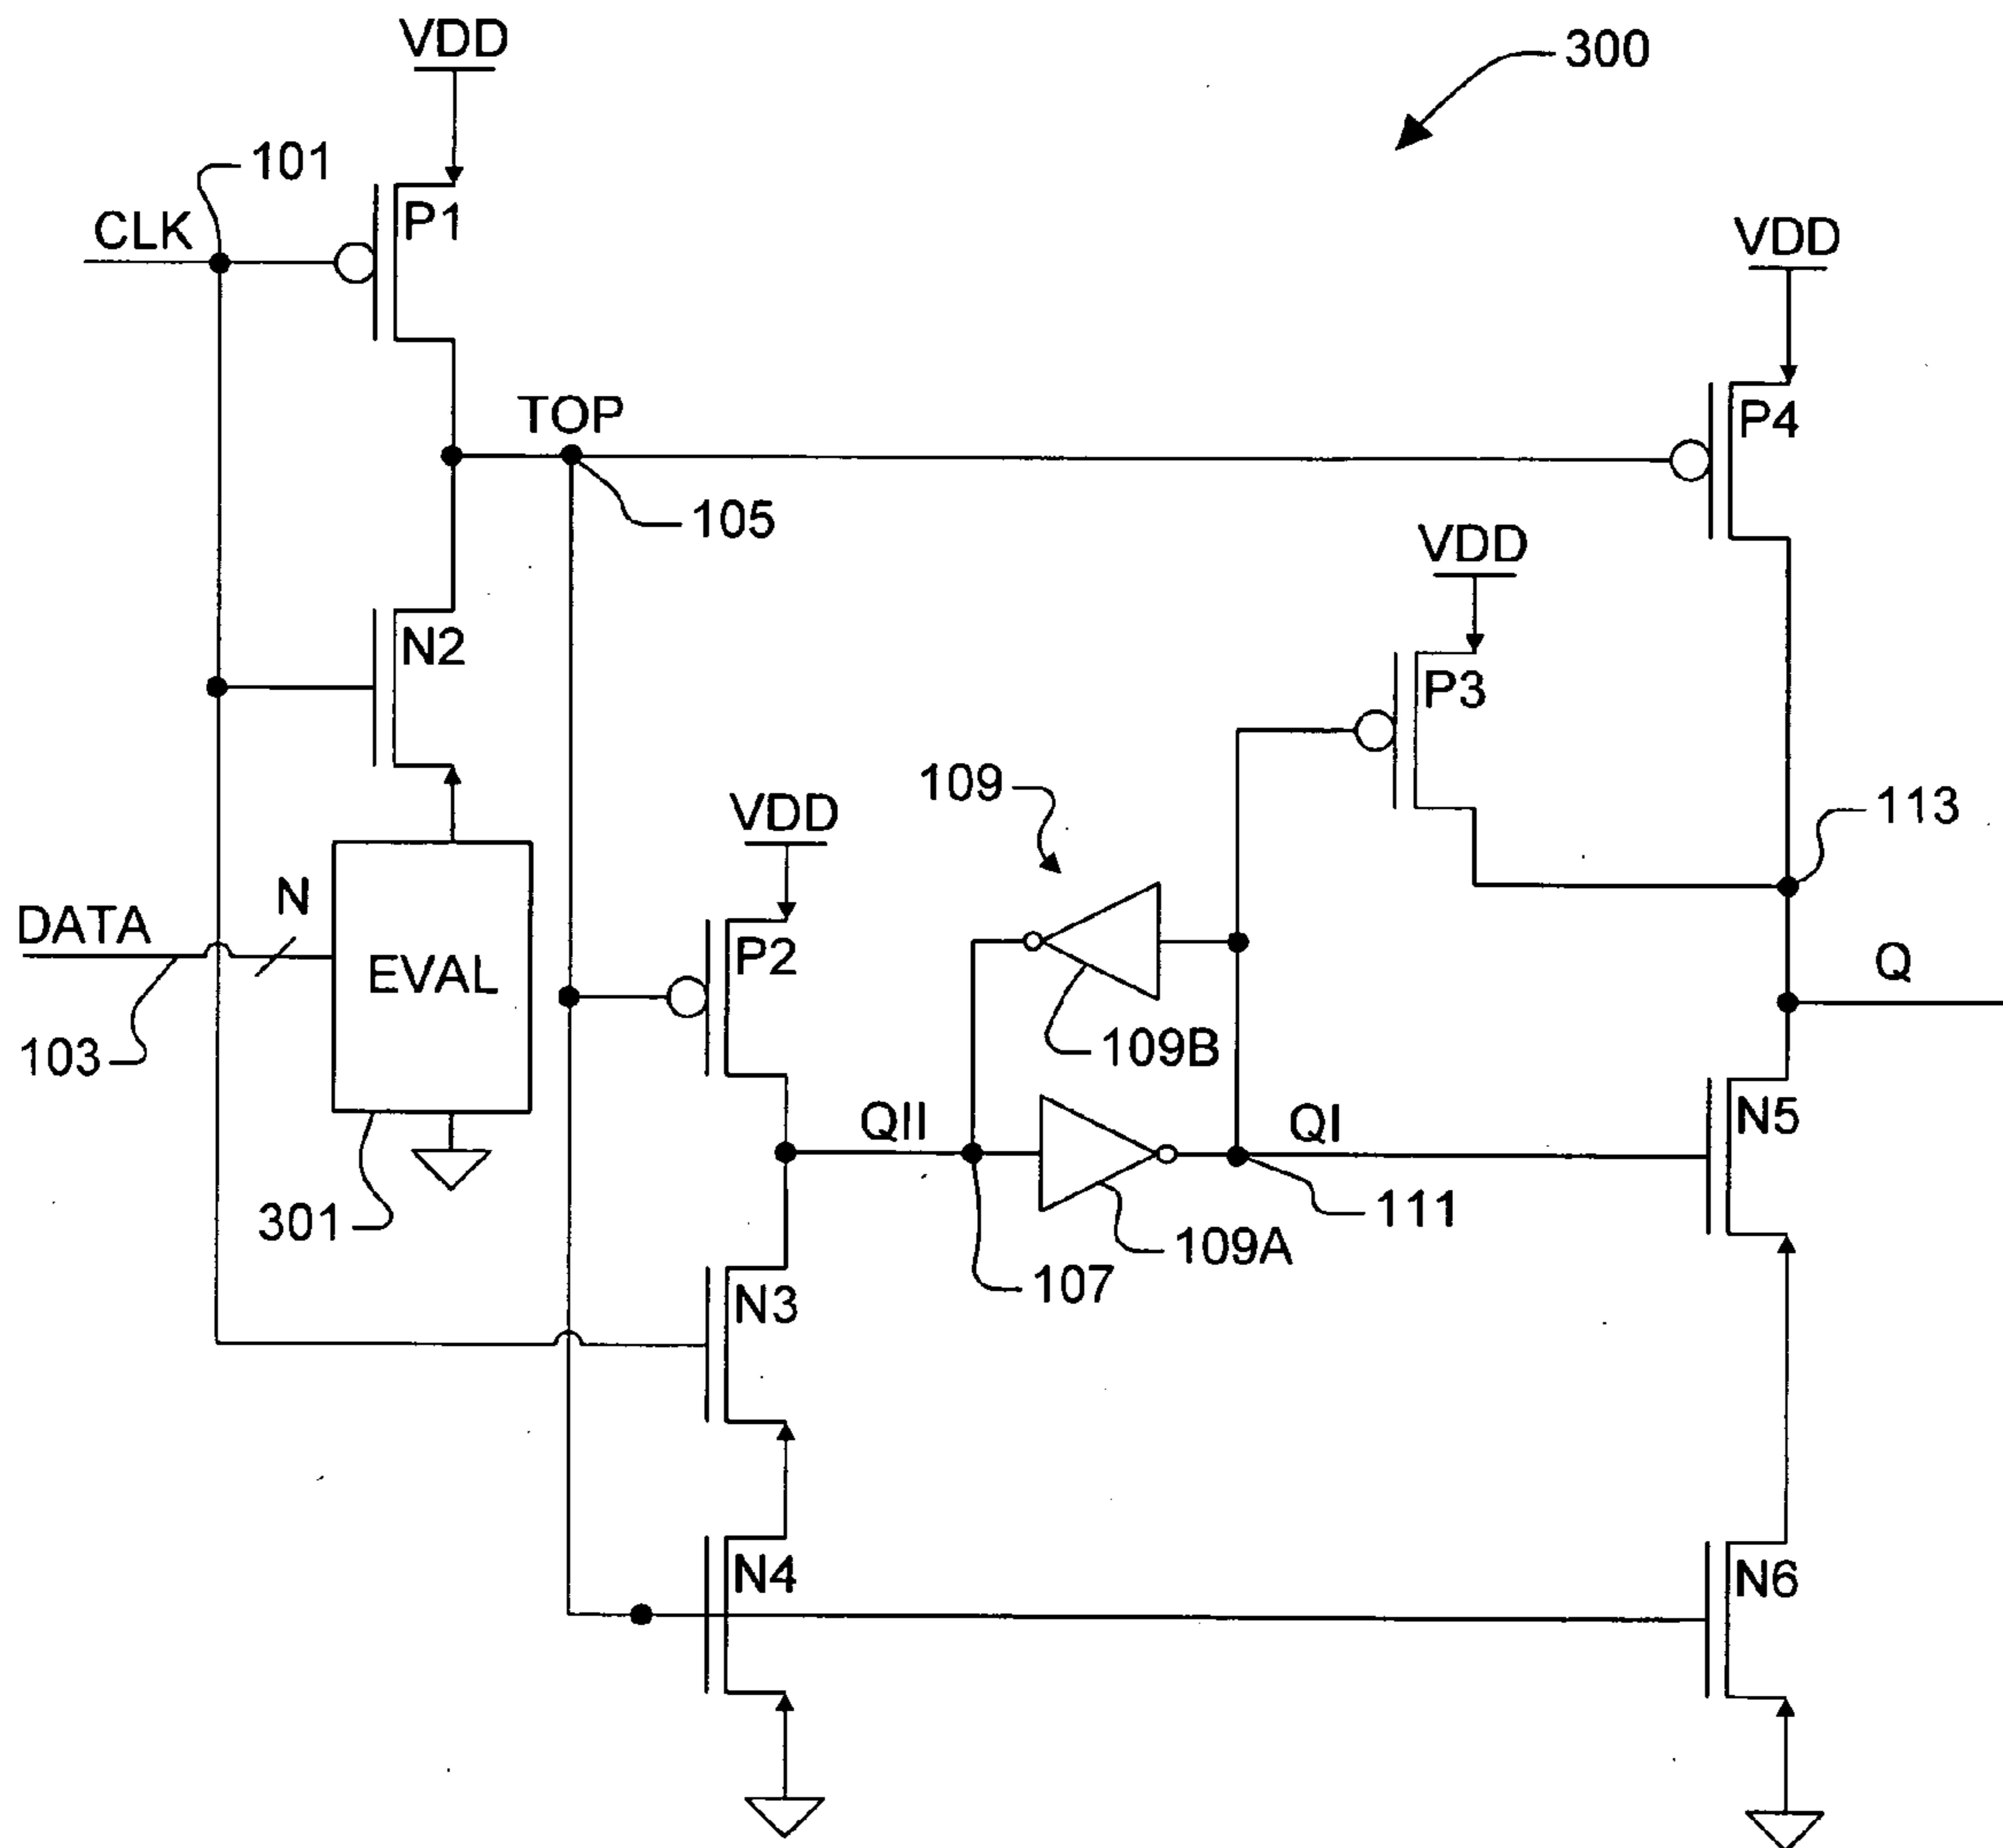 VDD
300
101
P1
CLK
VDD
TOP
P4
105
VDD
N2
P3
109
VDD
113
N
DATA
P2
EVAL
Q
103
109B
QII
QI
N5
301
111
109A
107
N3
N4
N6